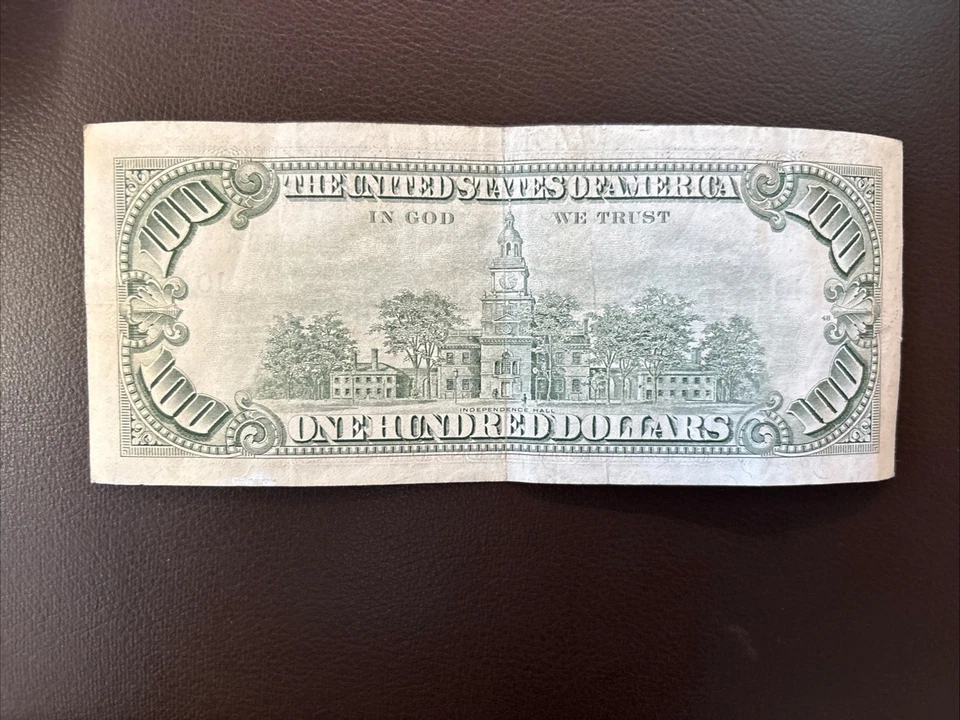 100 THE UNITED STATES OF AMERICA 100
IN GOD WE TRUST
INDEPENDENCE HALL
100 ONE HUNDRED DOLLARS 100